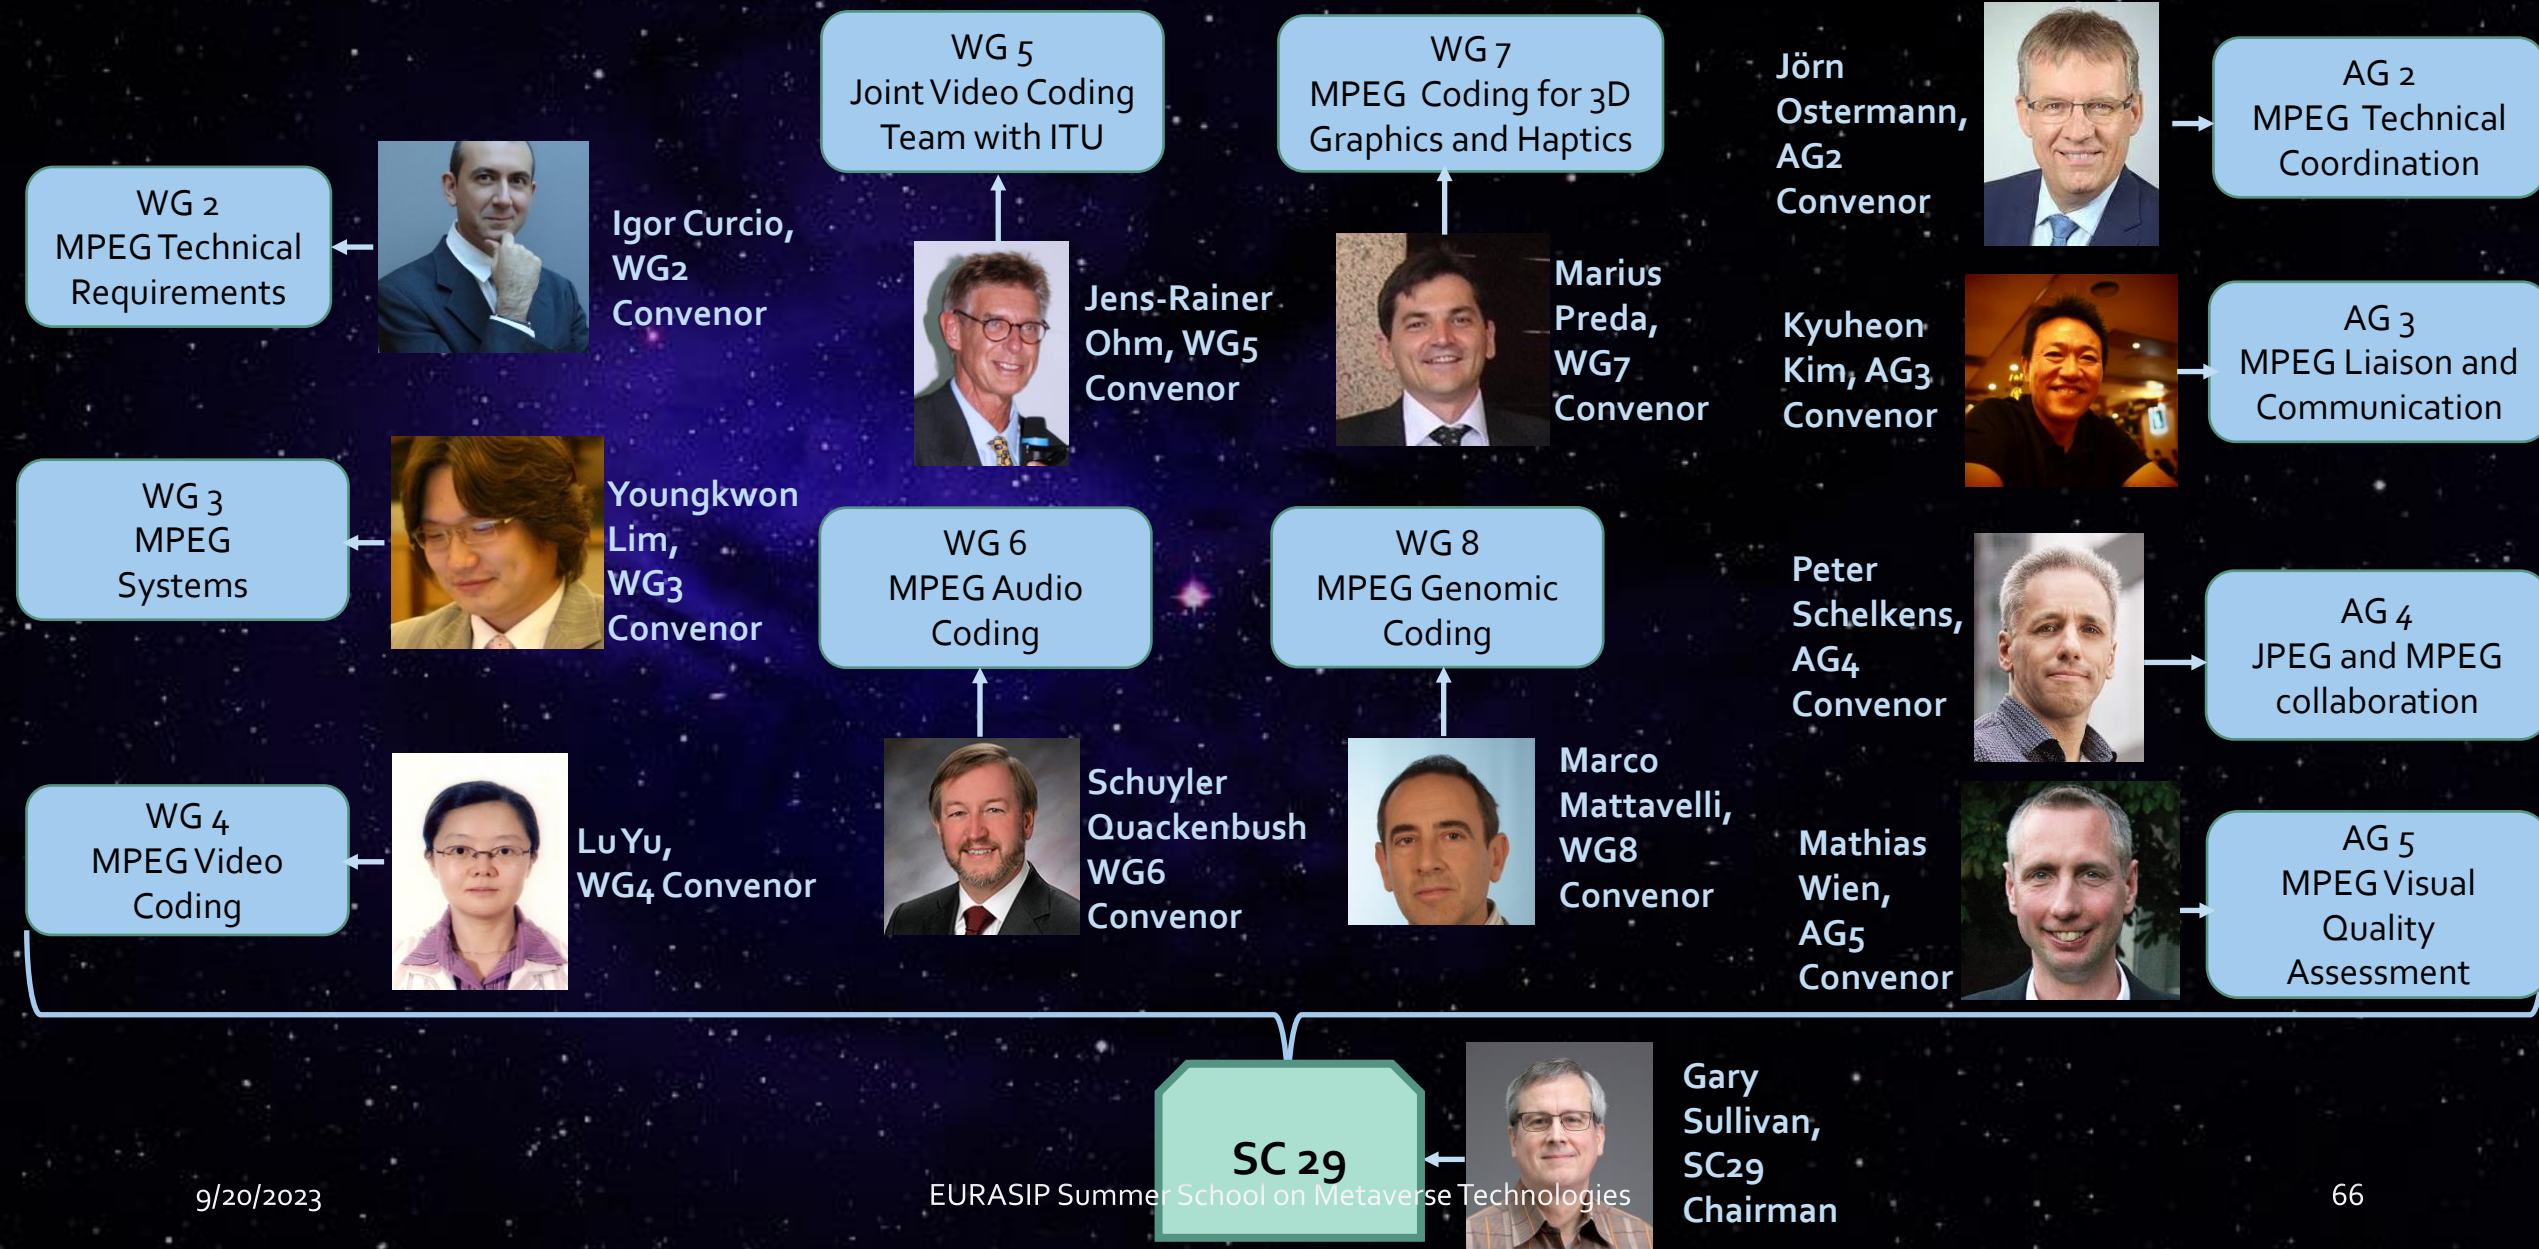 WG 2
MPEG Technical
Requirements
Igor Curcio,
WG2
Convenor
WG 3
MPEG
Systems
Youngkwon
Lim,
WG3
Convenor
WG 4
MPEG Video
Coding
Lu Yu,
WG4 Convenor
WG 5
Joint Video Coding
Team with ITU
Jens-Rainer
Ohm, WG5
Convenor
WG 6
MPEG Audio
Coding
Schuyler
Quackenbush
WG6
Convenor
WG 7
MPEG Coding for 3D
Graphics and Haptics
Marius
Preda,
WG7
Convenor
WG 8
MPEG Genomic
Coding
Marco
Mattavelli,
WG8
Convenor
Jörn
Ostermann,
AG2
Convenor
AG 2
MPEG Technical
Coordination
Kyuheon
Kim, AG3
Convenor
AG 3
MPEG Liaison and
Communication
Peter
Schelkens,
AG4
Convenor
AG 4
JPEG and MPEG
collaboration
Mathias
Wien,
AG5
Convenor
AG 5
MPEG Visual
Quality
Assessment
SC 29
Gary
Sullivan,
SC29
Chairman
9/20/2023
EURASIP Summer School on Metaverse Technologies
66